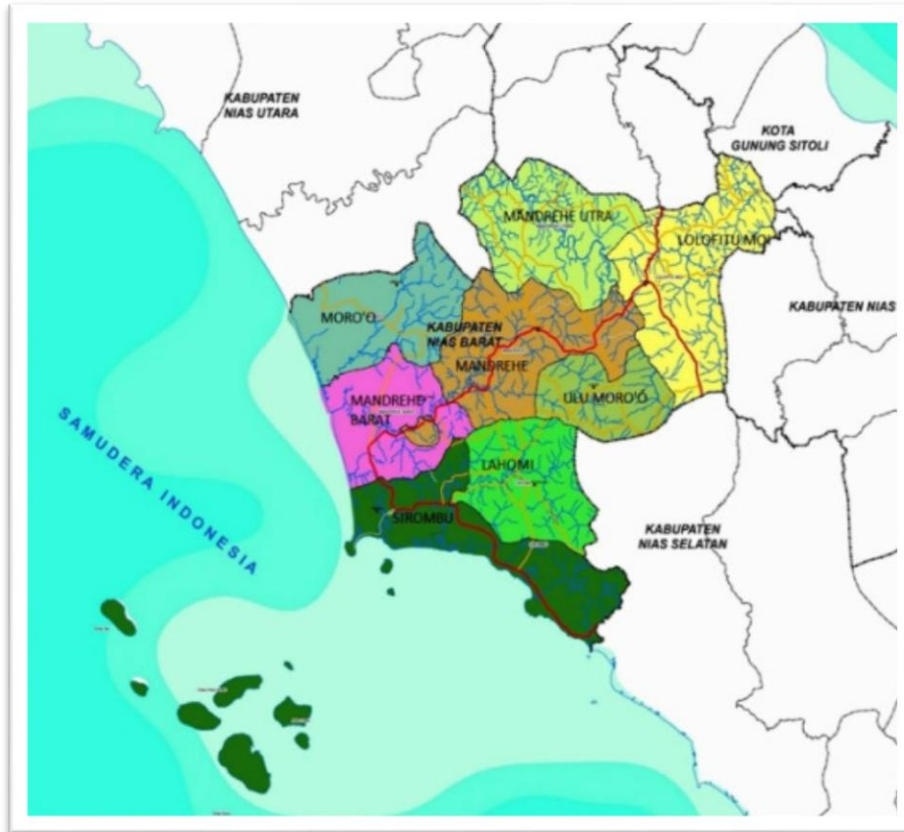 KABUPATEN
NIAS UTARA
KOTA
GUNUNG SITOLI
MANDREHE UTRA
LOLOFITU MOI
KABUPATEN NIAS
MORO'O
KABUPATEN
NIAS BARAT
MANDREHE
MANDREHE
BARAT
ULU MORO'O
SAMUDERA INDONESIA
LAHOMI
SIROMBU
KABUPATEN
NIAS SELATAN